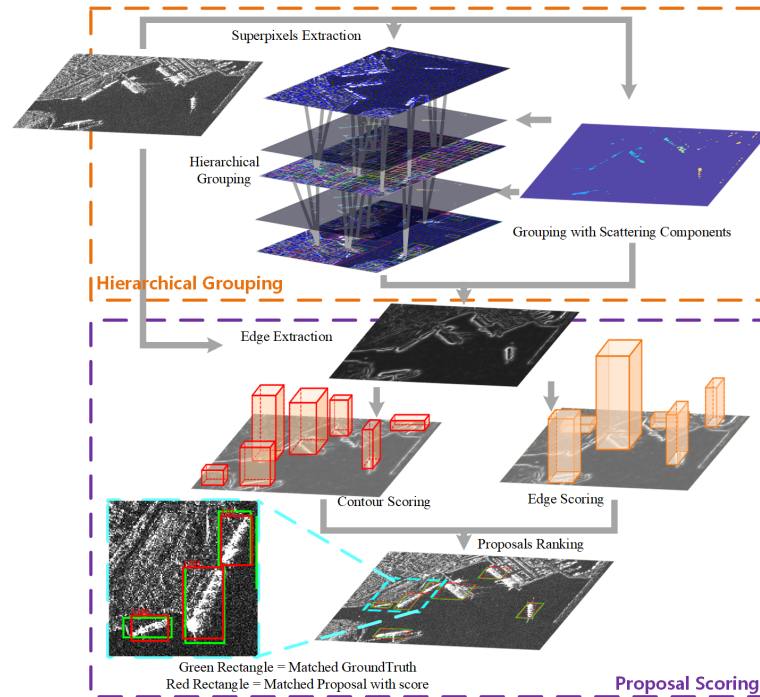 Superpixels Extraction
Hierarchical
Grouping
Grouping with Scattering Components
Hierarchical Grouping
Edge Extraction
Contour Scoring
Edge Scoring
Proposals Ranking
Green Rectangle = Matched GroundTruth
Red Rectangle = Matched Proposal with score
Proposal Scoring